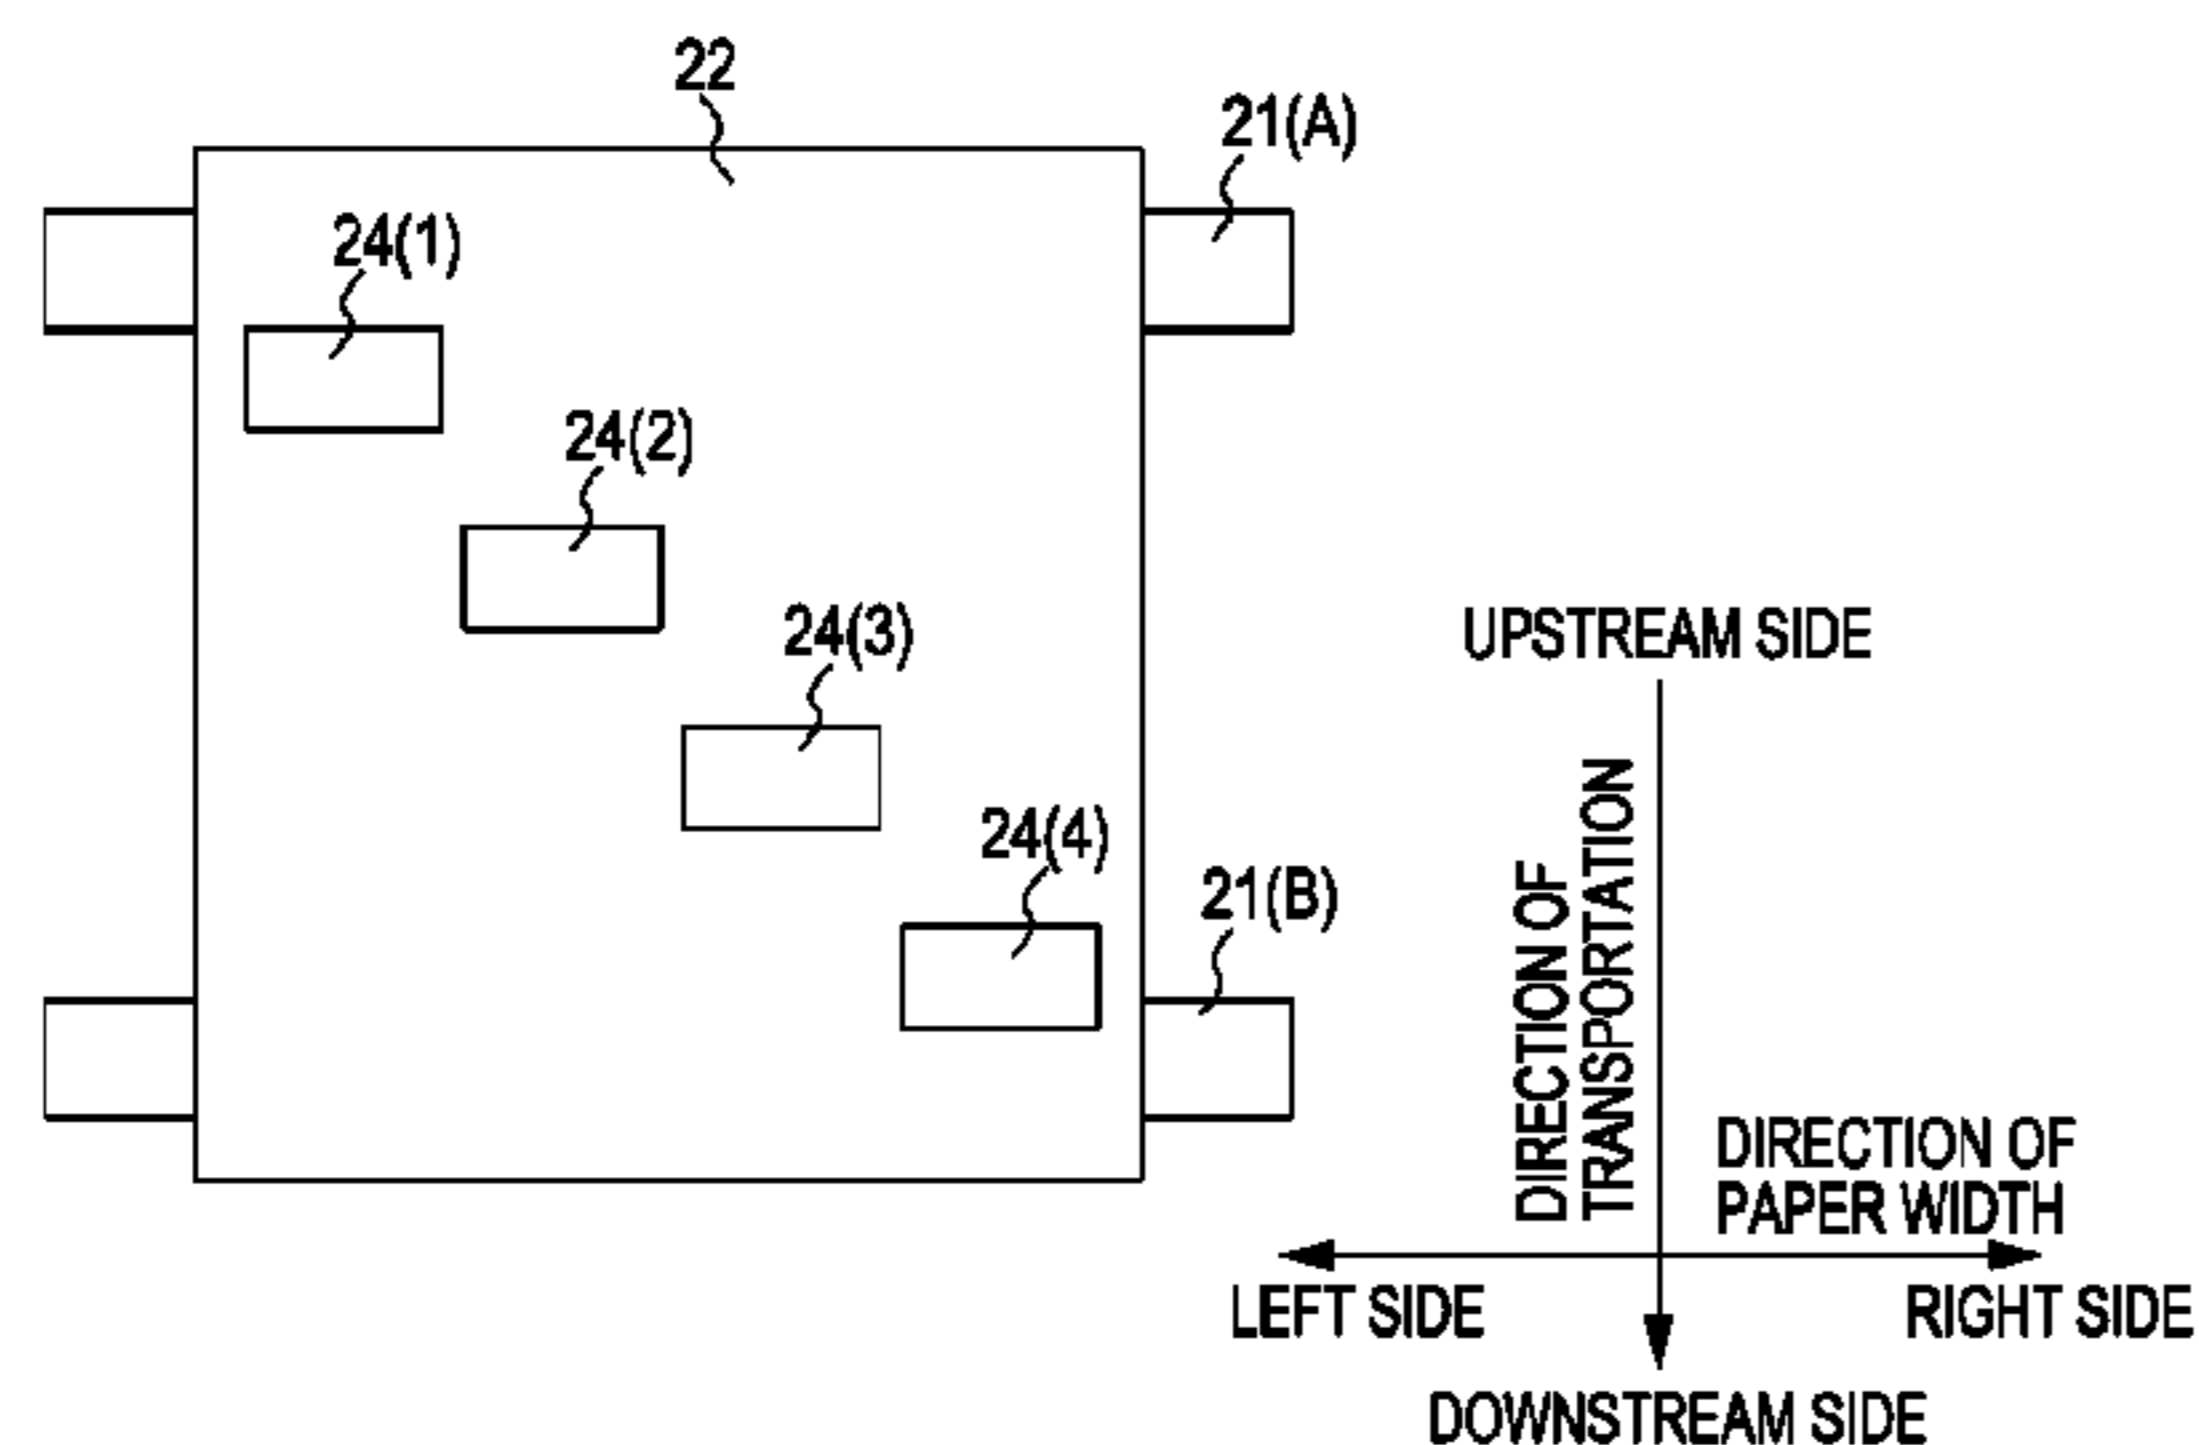 22
21(A)
24(1)
24(2)
24(3)
24(4)
21(B)
UPSTREAM SIDE
DIRECTION OF
TRANSPORTATION
DIRECTION OF
PAPER WIDTH
LEFT SIDE
RIGHT SIDE
DOWNSTREAM SIDE